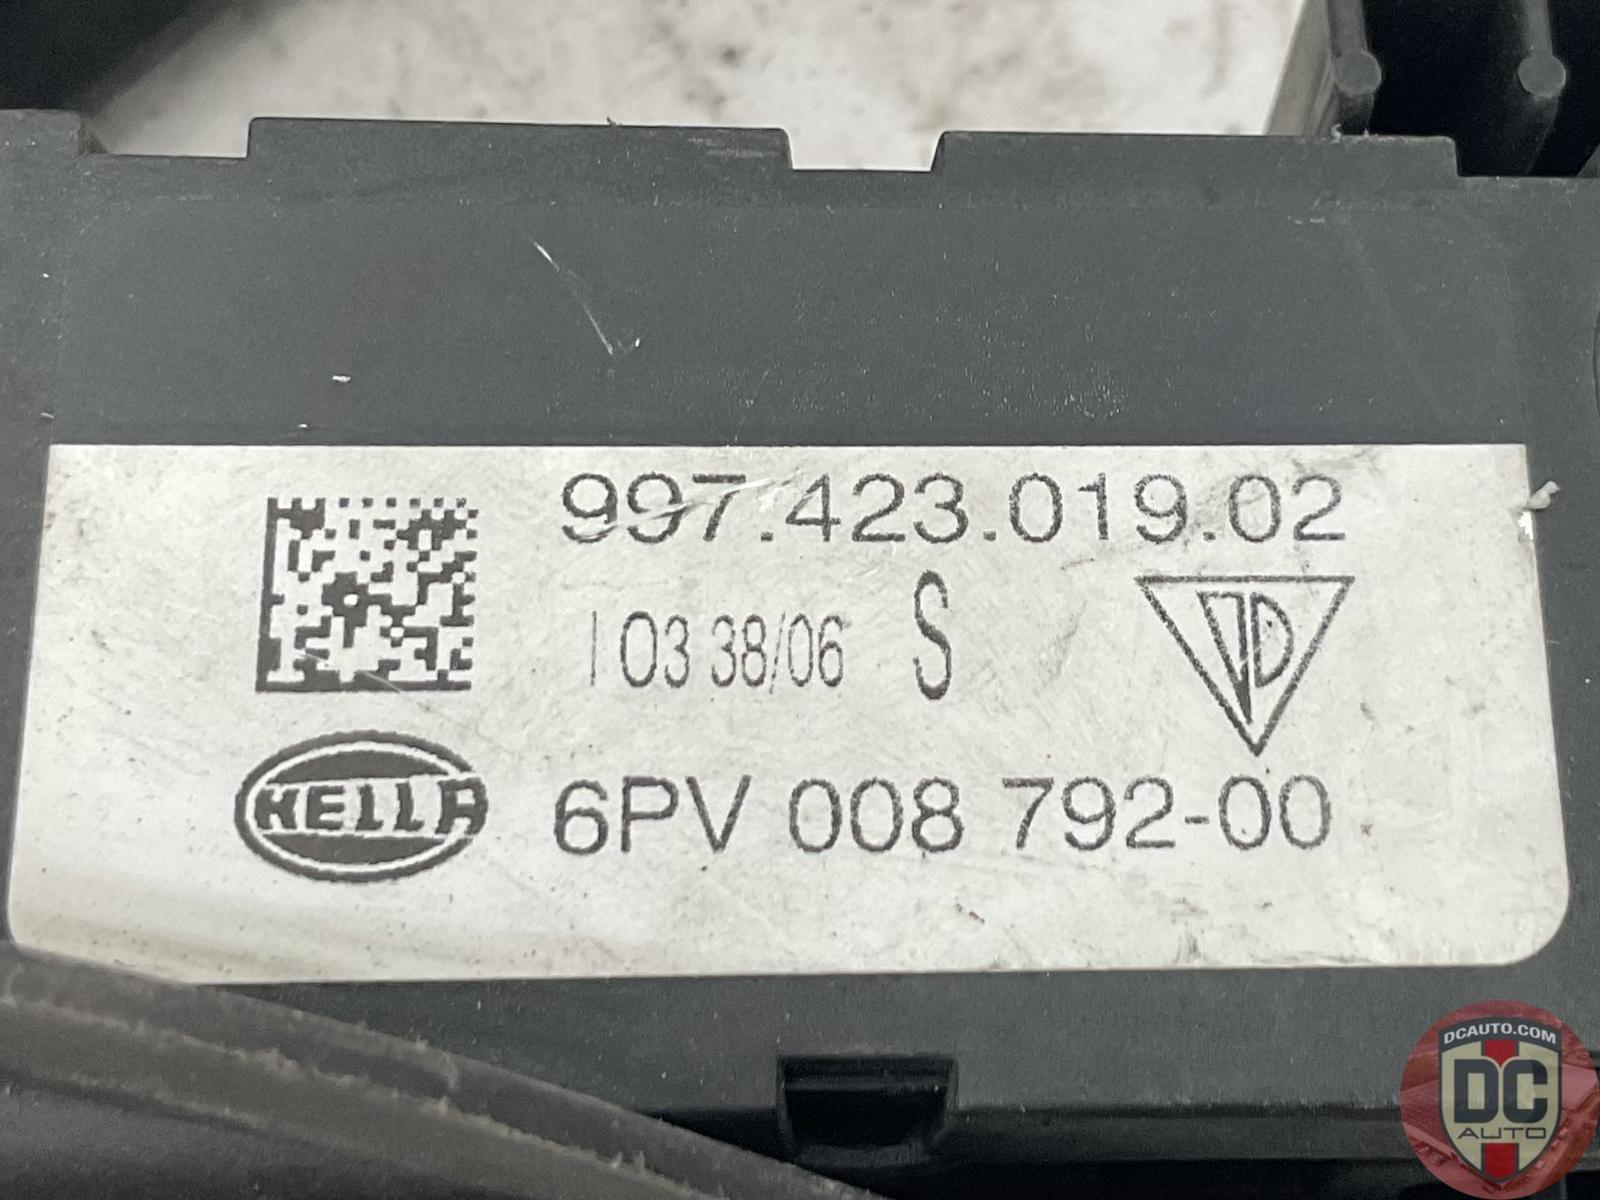 997.423.019.02
I 03 38/06 S
HELLA
6PV 008 792-00
DCAUTO.COM
DC
AUTO